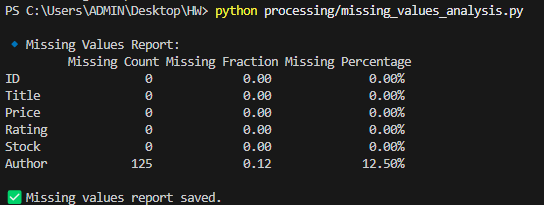 PS C:\Users\ADMIN\Desktop\HW> python processing/missing_values_analysis.py
🔹 Missing Values Report:
Missing Count Missing Fraction Missing Percentage
ID 0 0.00 0.00%
Title 0 0.00 0.00%
Price 0 0.00 0.00%
Rating 0 0.00 0.00%
Stock 0 0.00 0.00%
Author 125 0.12 12.50%
✅ Missing values report saved.